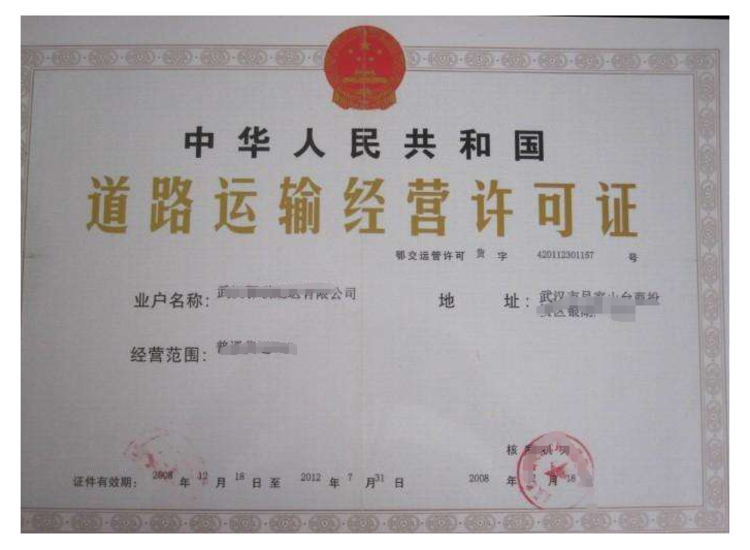 中华人民共和国
道路运输经营许可证
鄂交运管许可 货 字 420112301157 号
业户名称: 有限公司 地 址: 武汉市
经营范围:
核
证件有效期: 2008 年 12 月 18 日 至 2012 年 7 月 31 日 2008 年 月 18